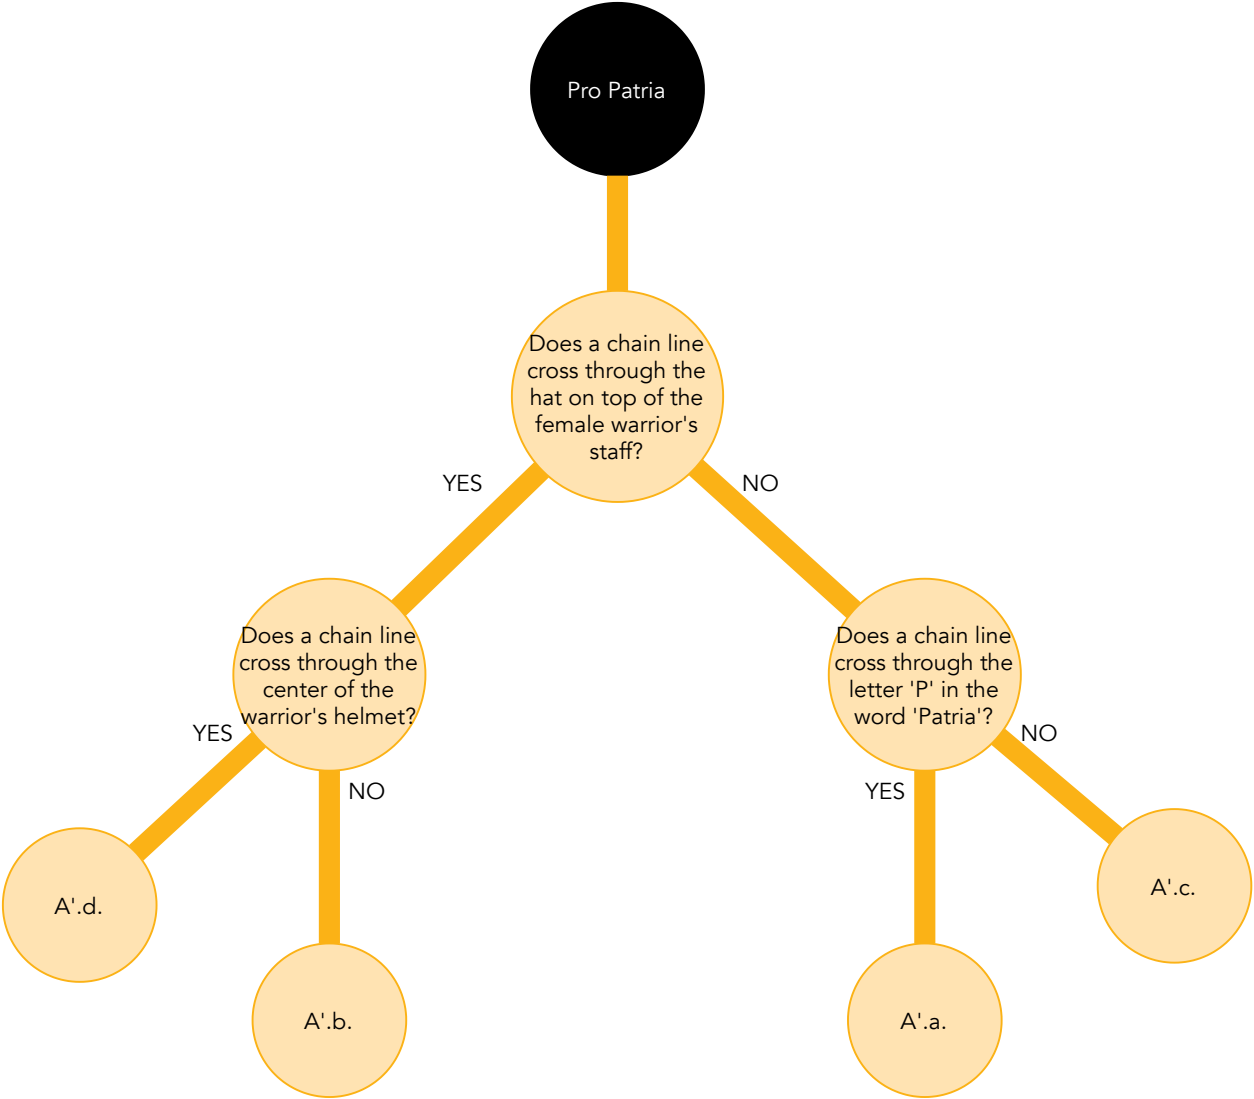 Pro Patria
Does a chain line
cross through the
hat on top of the
female warrior's
staff?
YES
NO
Does a chain line
cross through the
center of the
warrior's helmet?
Does a chain line
cross through the
letter 'P' in the
word 'Patria'?
YES
NO
YES
NO
A'.d.
A'.b.
A'.a.
A'.c.